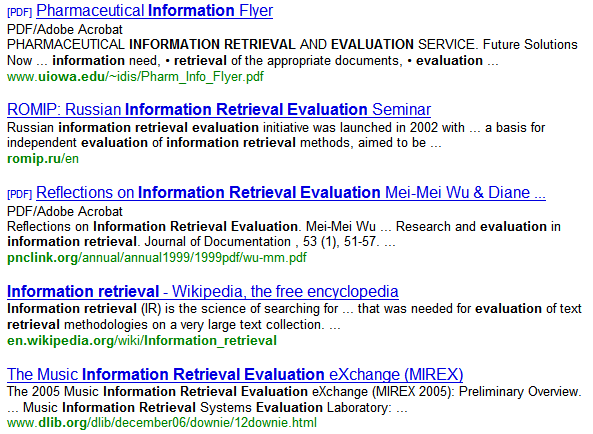 [PDF] Pharmaceutical Information Flyer
PDF/Adobe Acrobat
PHARMACEUTICAL INFORMATION RETRIEVAL AND EVALUATION SERVICE. Future Solutions
Now ... information need, • retrieval of the appropriate documents, • evaluation ...
www.uiowa.edu/~idis/Pharm_Info_Flyer.pdf
ROMIP: Russian Information Retrieval Evaluation Seminar
Russian information retrieval evaluation initiative was launched in 2002 with ... a basis for
independent evaluation of information retrieval methods, aimed to be ...
romip.ru/en
[PDF] Reflections on Information Retrieval Evaluation Mei-Mei Wu & Diane ...
PDF/Adobe Acrobat
Reflections on Information Retrieval Evaluation. Mei-Mei Wu ... Research and evaluation in
information retrieval. Journal of Documentation , 53 (1), 51-57. ...
pnclink.org/annual/annual1999/1999pdf/wu-mm.pdf
Information retrieval - Wikipedia, the free encyclopedia
Information retrieval (IR) is the science of searching for ... that was needed for evaluation of text
retrieval methodologies on a very large text collection. ...
en.wikipedia.org/wiki/Information_retrieval
The Music Information Retrieval Evaluation eXchange (MIREX)
The 2005 Music Information Retrieval Evaluation eXchange (MIREX 2005): Preliminary Overview.
... Music Information Retrieval Systems Evaluation Laboratory: ...
www.dlib.org/dlib/december06/downie/12downie.html